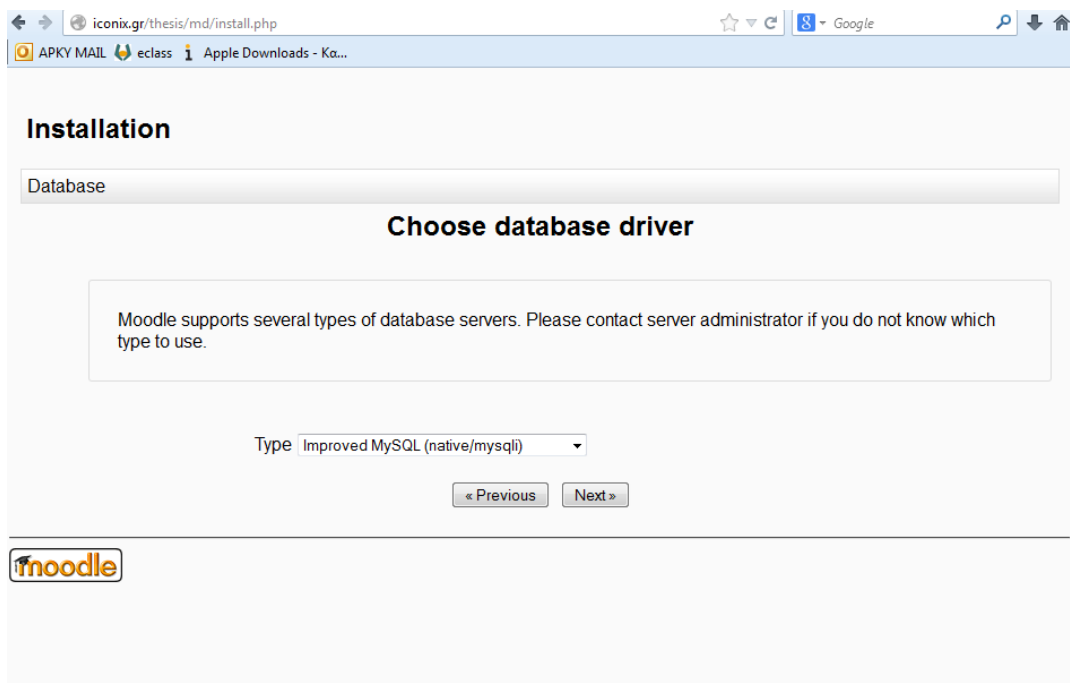 iconix.gr/thesis/md/install.php
8 Google
APKY MAIL eclass Apple Downloads - Κα...
Installation
Database
Choose database driver
Moodle supports several types of database servers. Please contact server administrator if you do not know which
type to use.
Type Improved MySQL (native/mysqli)
« Previous Next »
moodle